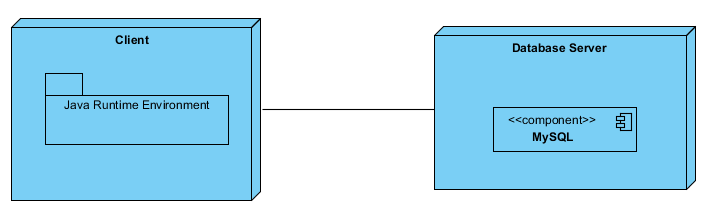 Client
Java Runtime Environment
Database Server
<<component>>
MySQL